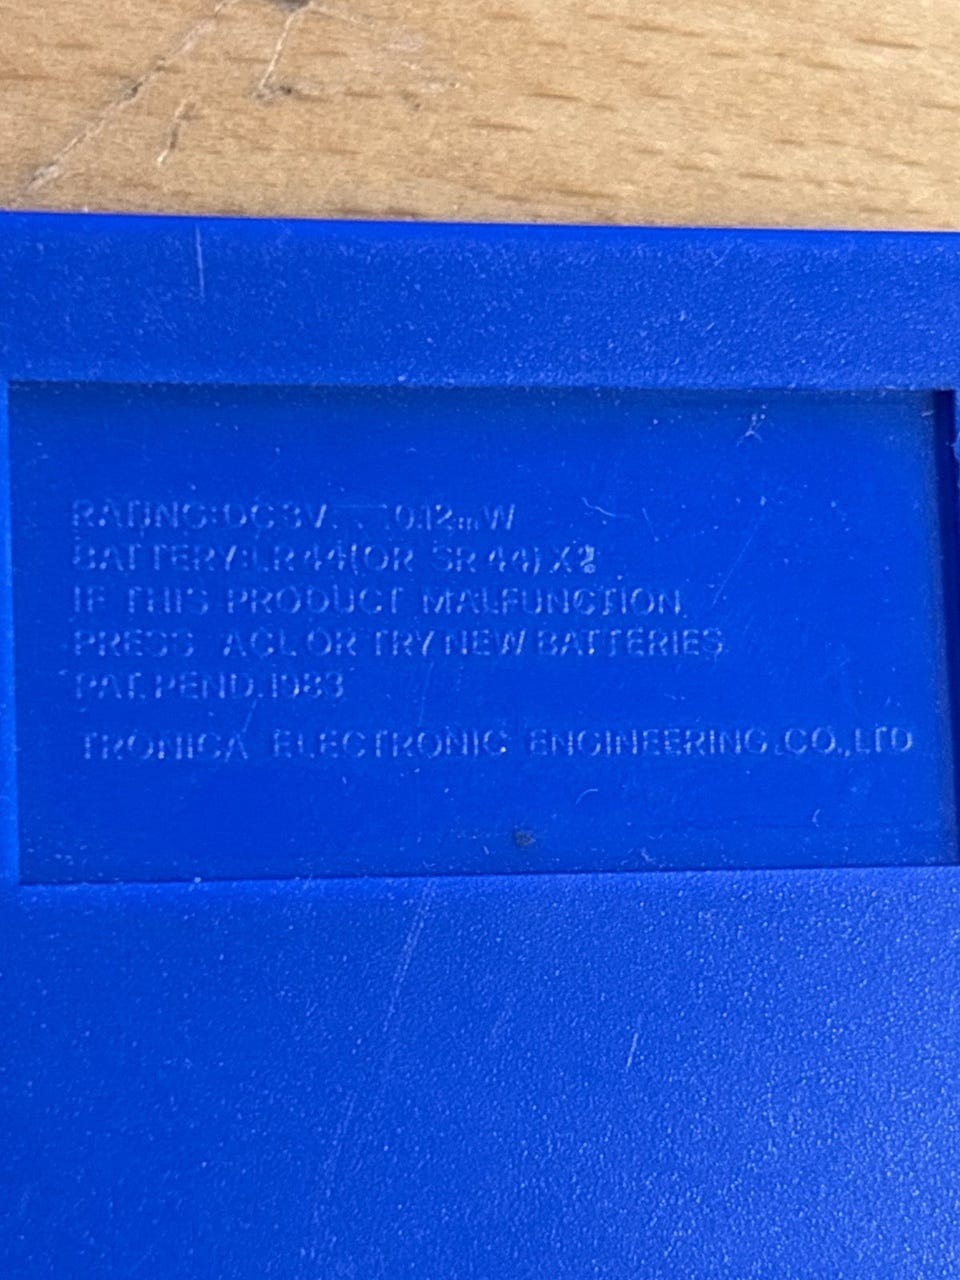 RATING:DC3V 0.12mW
BATTERY:LR44(OR SR44)X2
IF THIS PRODUCT MALFUNCTION.
PRESS ACL OR TRY NEW BATTERIES
PAT. PEND.1983
TRONICA ELECTRONIC ENGINEERING.CO.,LTD